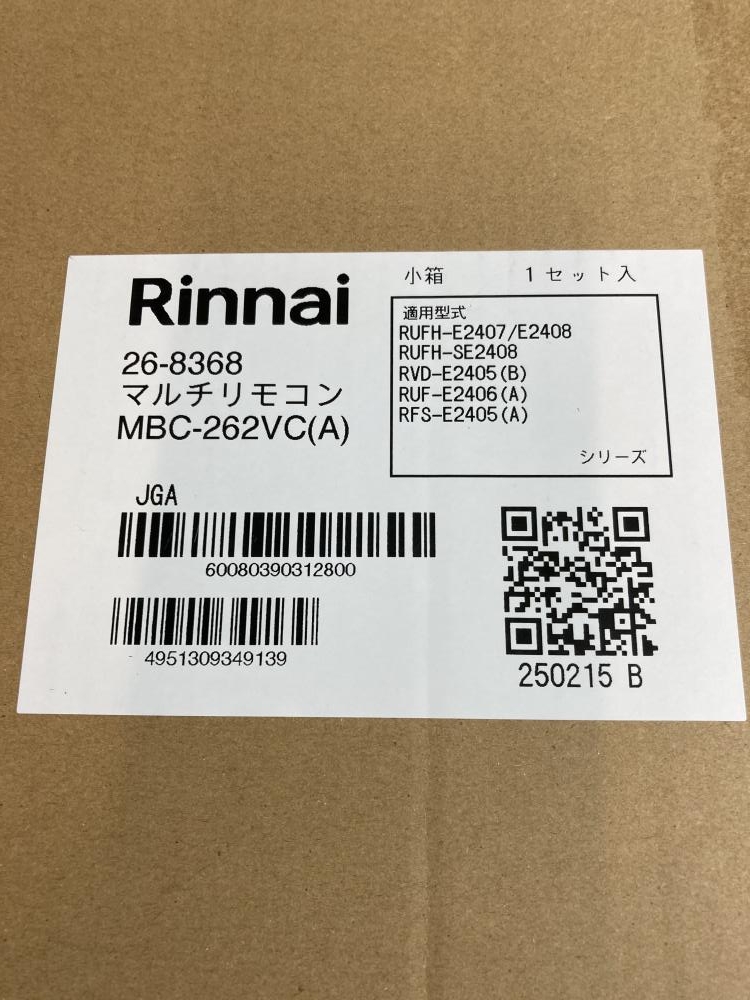 Rinnai
26-8368
マルチリモコン
MBC-262VC(A)
小箱 1セット入
適用型式
RUFH-E2407/E2408
RUFH-SE2408
RVD-E2405(B)
RUF-E2406(A)
RFS-E2405(A)
シリーズ
JGA
60080390312800
4951309349139
250215 B